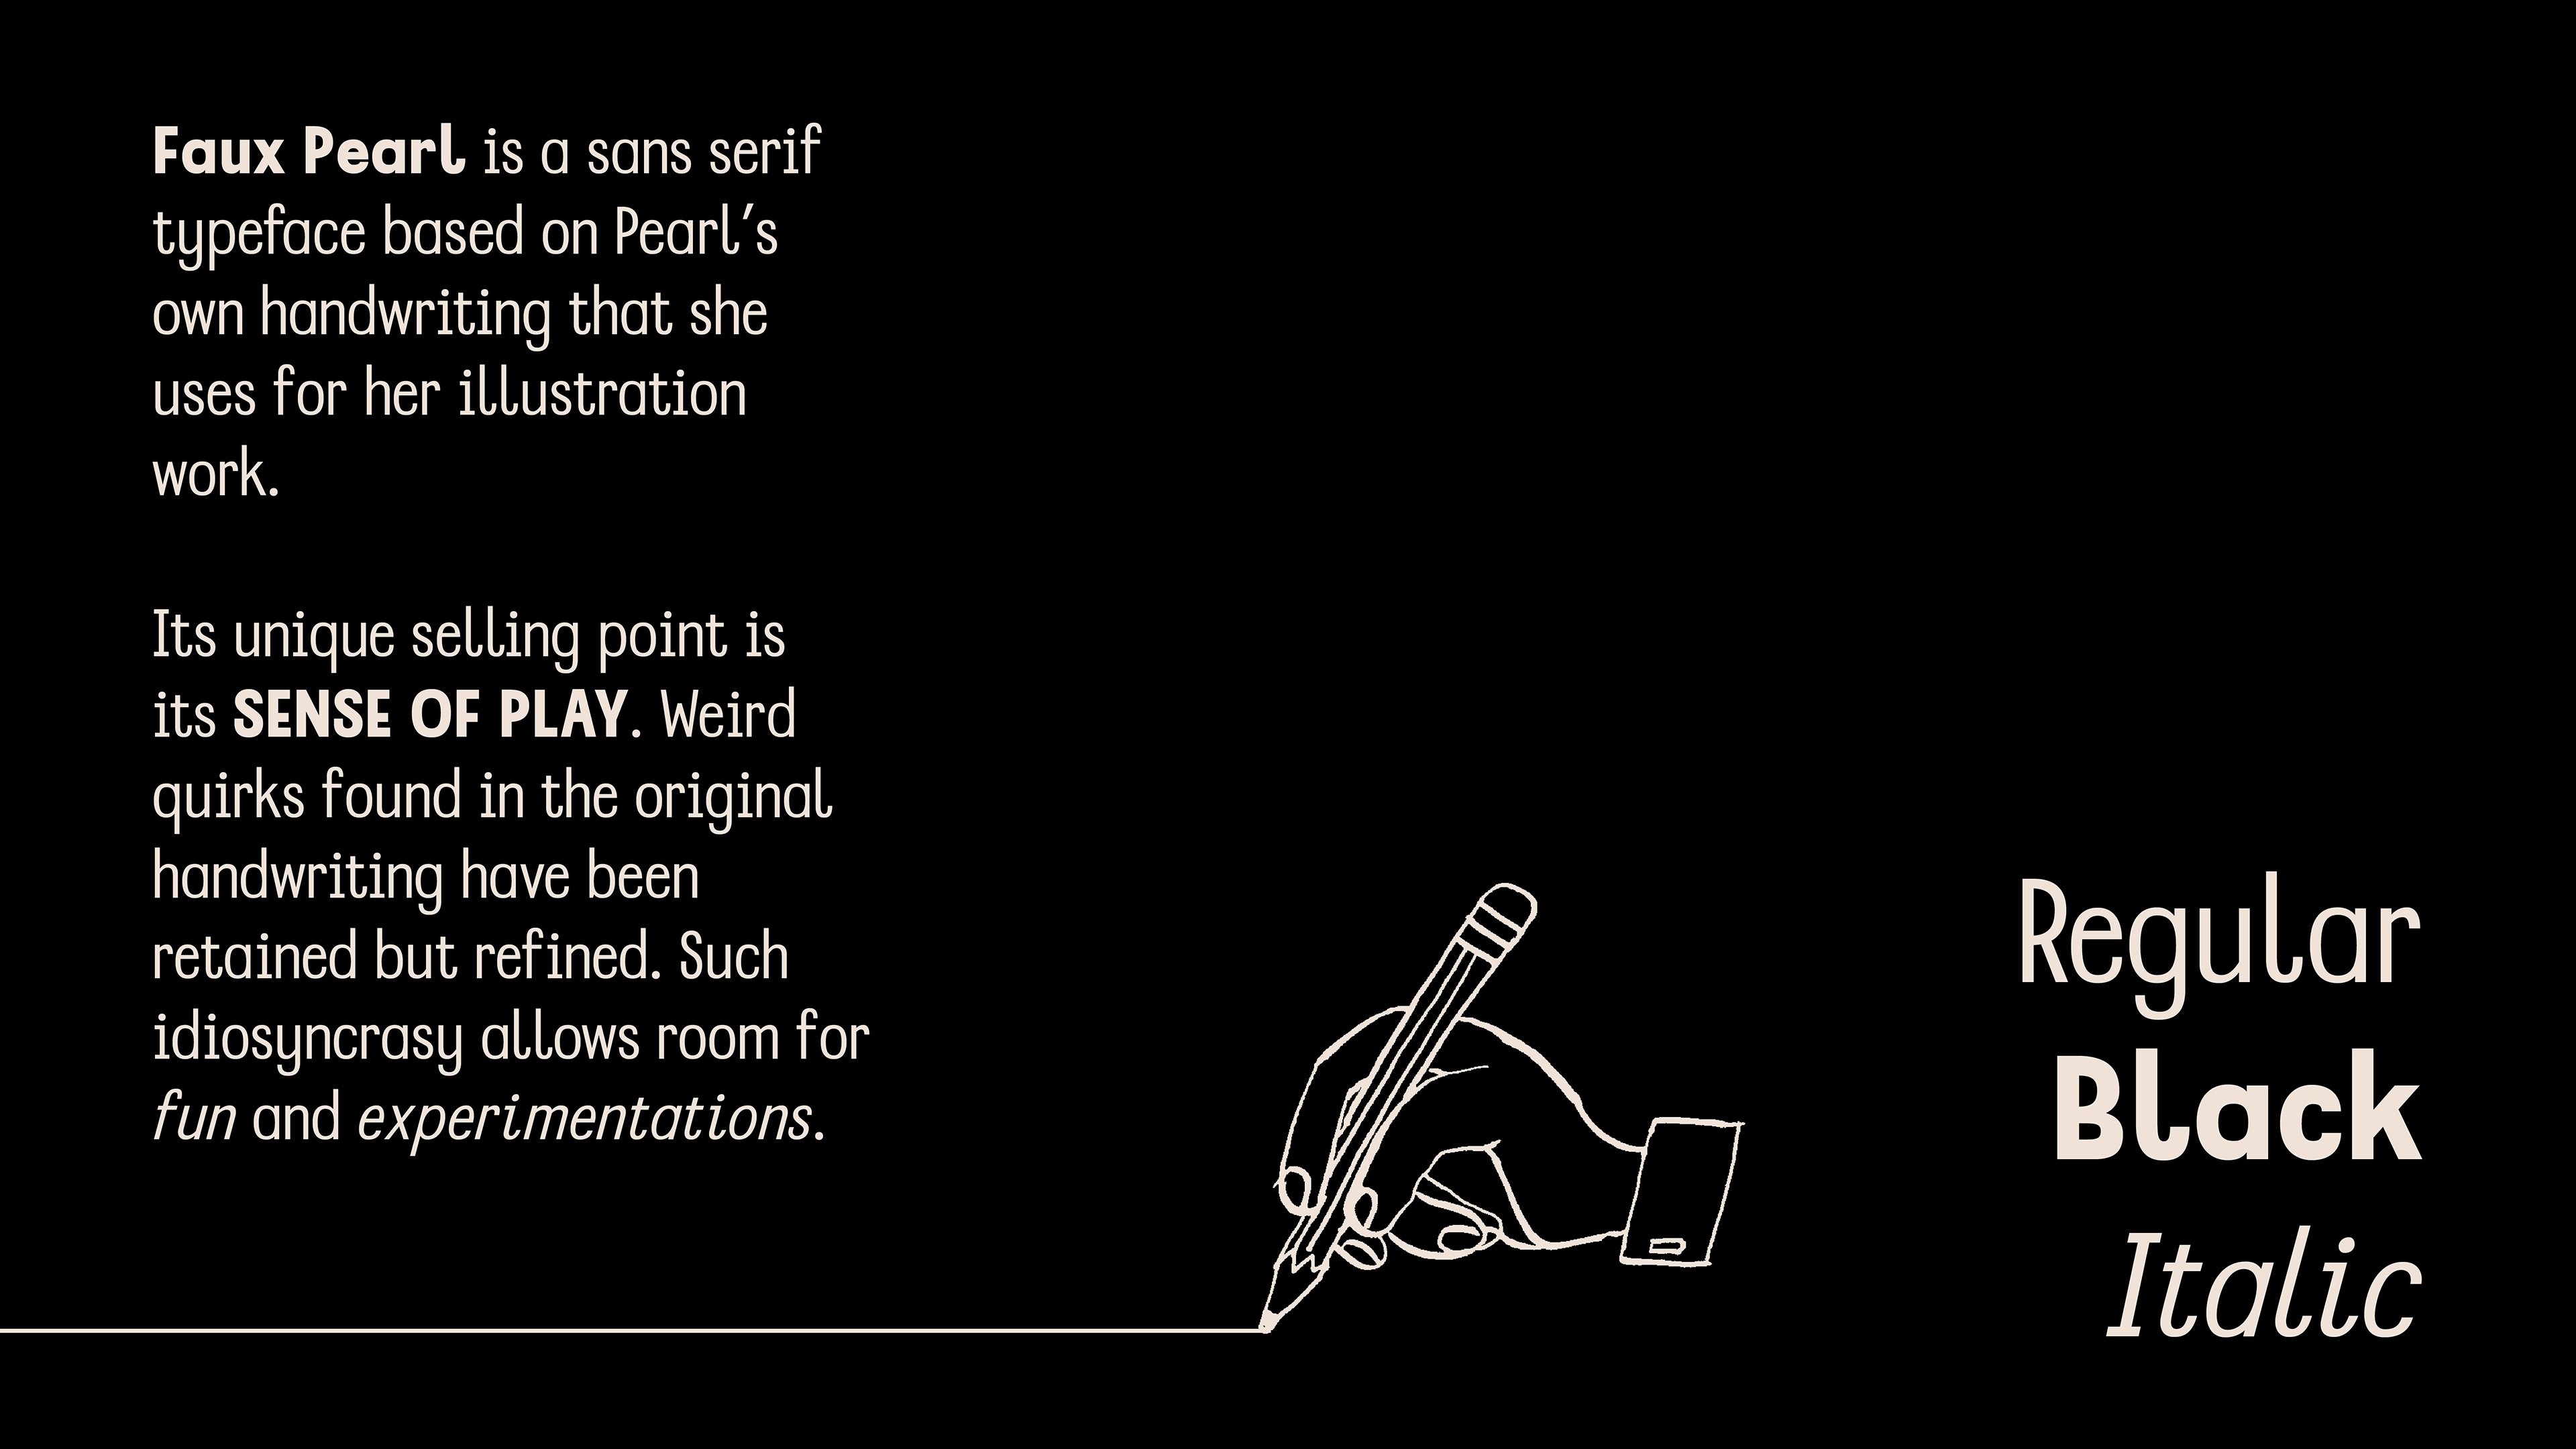 Faux Pearl is a sans serif
typeface based on Pearl’s
own handwriting that she
uses for her illustration
work.
Its unique selling point is
its SENSE OF PLAY. Weird
quirks found in the original
handwriting have been
retained but refined. Such
idiosyncrasy allows room for
fun and experimentations.
Regular
Black
Italic